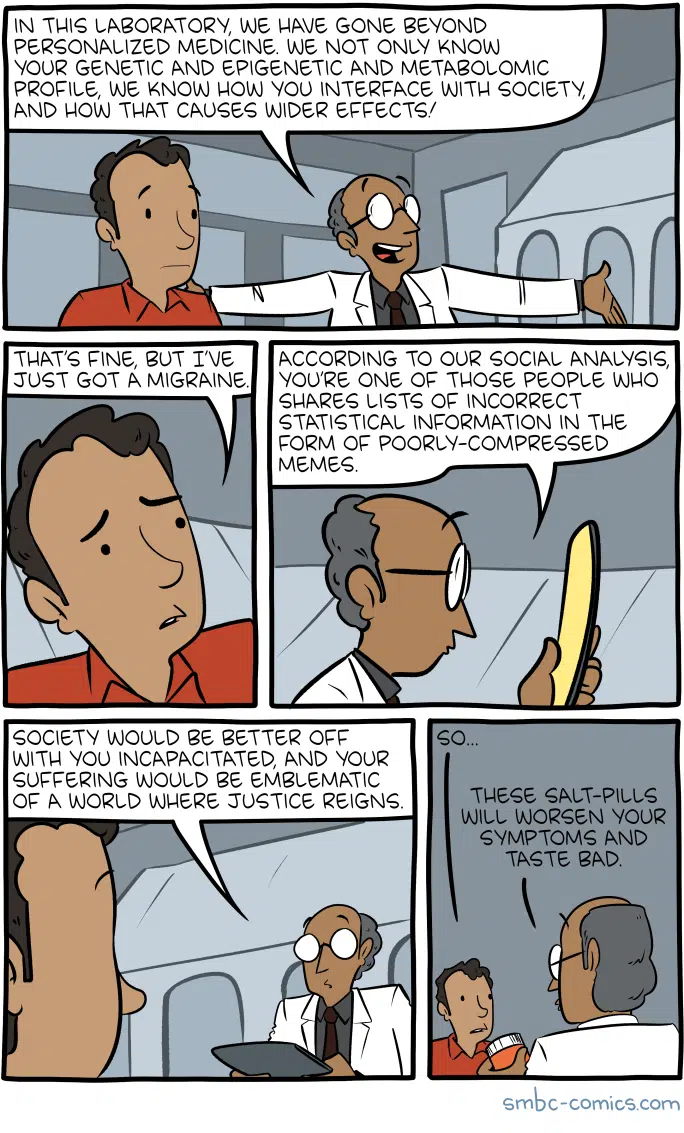 IN THIS LABORATORY, WE HAVE GONE BEYOND
PERSONALIZED MEDICINE. WE NOT ONLY KNOW
YOUR GENETIC AND EPIGENETIC AND METABOLOMIC
PROFILE, WE KNOW HOW YOU INTERFACE WITH SOCIETY,
AND HOW THAT CAUSES WIDER EFFECTS!
THAT'S FINE, BUT I'VE
JUST GOT A MIGRAINE.
ACCORDING TO OUR SOCIAL ANALYSIS,
YOU'RE ONE OF THOSE PEOPLE WHO
SHARES LISTS OF INCORRECT
STATISTICAL INFORMATION IN THE
FORM OF POORLY-COMPRESSED
MEMES.
SOCIETY WOULD BE BETTER OFF
WITH YOU INCAPACITATED, AND YOUR
SUFFERING WOULD BE EMBLEMATIC
OF A WORLD WHERE JUSTICE REIGNS.
SO...
THESE SALT-PILLS
WILL WORSEN YOUR
SYMPTOMS AND
TASTE BAD.
smbc-comics.com